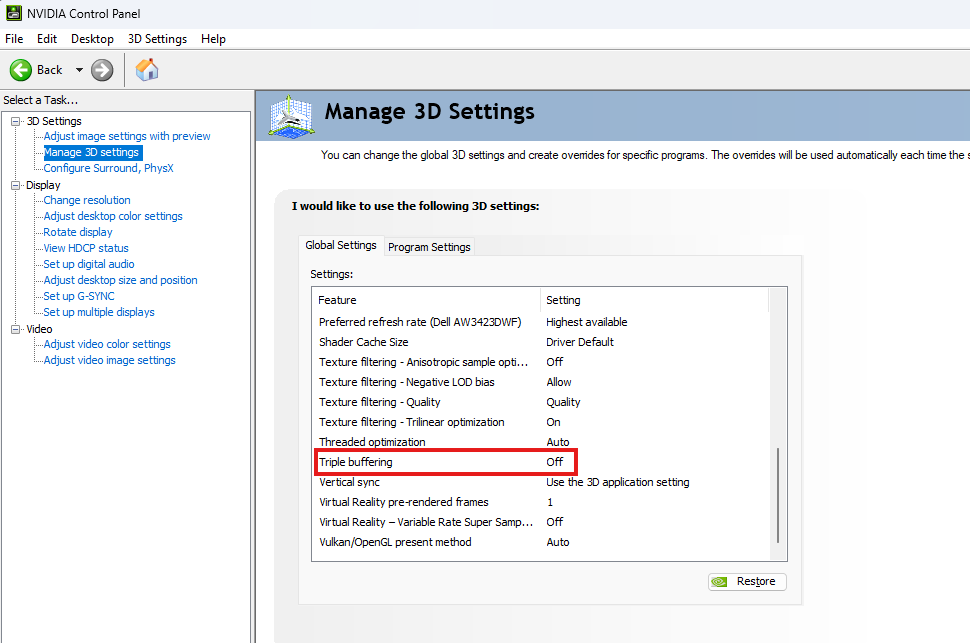 NVIDIA Control Panel
File Edit Desktop 3D Settings Help
Back
Select a Task...
3D Settings
Adjust image settings with preview
Manage 3D settings
Configure Surround, PhysX
Display
Change resolution
Adjust desktop color settings
Rotate display
View HDCP status
Set up digital audio
Adjust desktop size and position
Set up G-SYNC
Set up multiple displays
Video
Adjust video color settings
Adjust video image settings
Manage 3D Settings
You can change the global 3D settings and create overrides for specific programs. The overrides will be used automatically each time the s
I would like to use the following 3D settings:
Global Settings Program Settings
Settings:
Feature Setting
Preferred refresh rate (Dell AW3423DWF) Highest available
Shader Cache Size Driver Default
Texture filtering - Anisotropic sample opti... Off
Texture filtering - Negative LOD bias Allow
Texture filtering - Quality Quality
Texture filtering - Trilinear optimization On
Threaded optimization Auto
Triple buffering Off
Vertical sync Use the 3D application setting
Virtual Reality pre-rendered frames 1
Virtual Reality – Variable Rate Super Samp... Off
Vulkan/OpenGL present method Auto
Restore